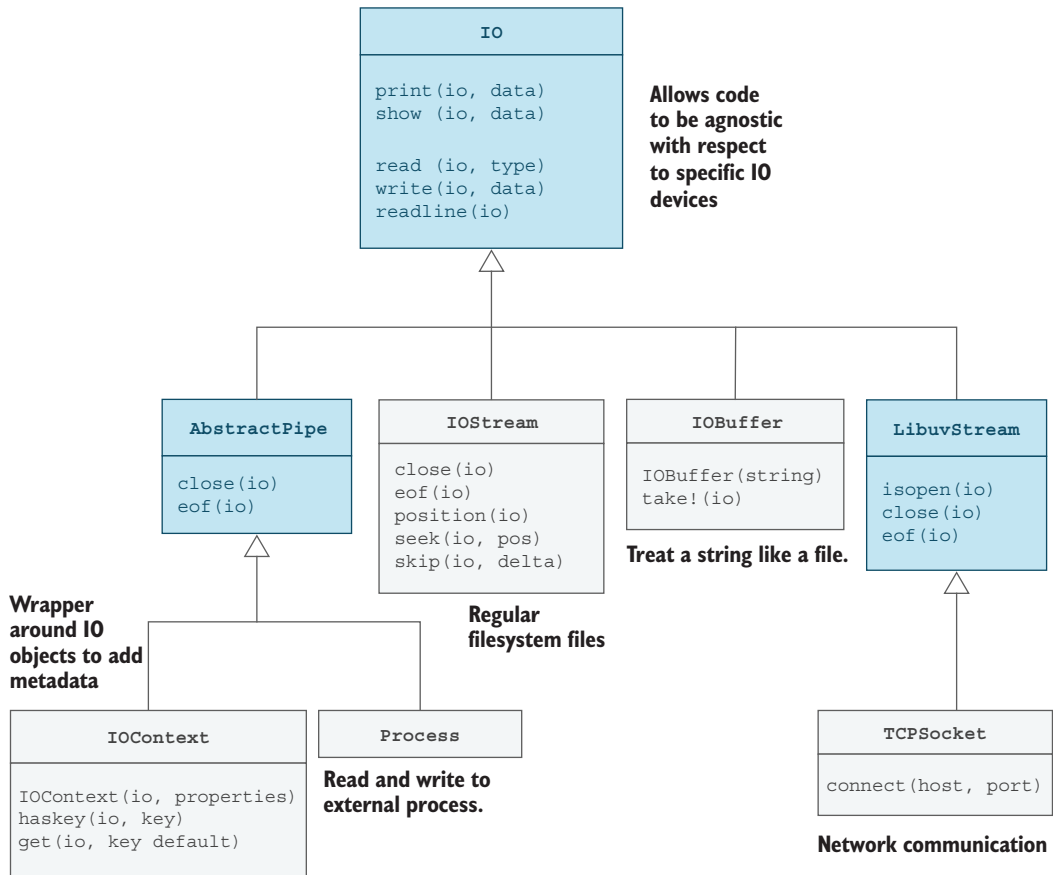 IO
print(io, data)
show (io, data)
read (io, type)
write(io, data)
readline(io)
Allows code
to be agnostic
with respect
to specific IO
devices
AbstractPipe
close(io)
eof(io)
IOStream
close(io)
eof(io)
position(io)
seek(io, pos)
skip(io, delta)
Regular
filesystem files
IOBuffer
IOBuffer(string)
take!(io)
Treat a string like a file.
LibuvStream
isopen(io)
close(io)
eof(io)
Wrapper
around IO
objects to add
metadata
IOContext
IOContext(io, properties)
haskey(io, key)
get(io, key default)
Process
Read and write to
external process.
TCPSocket
connect(host, port)
Network communication